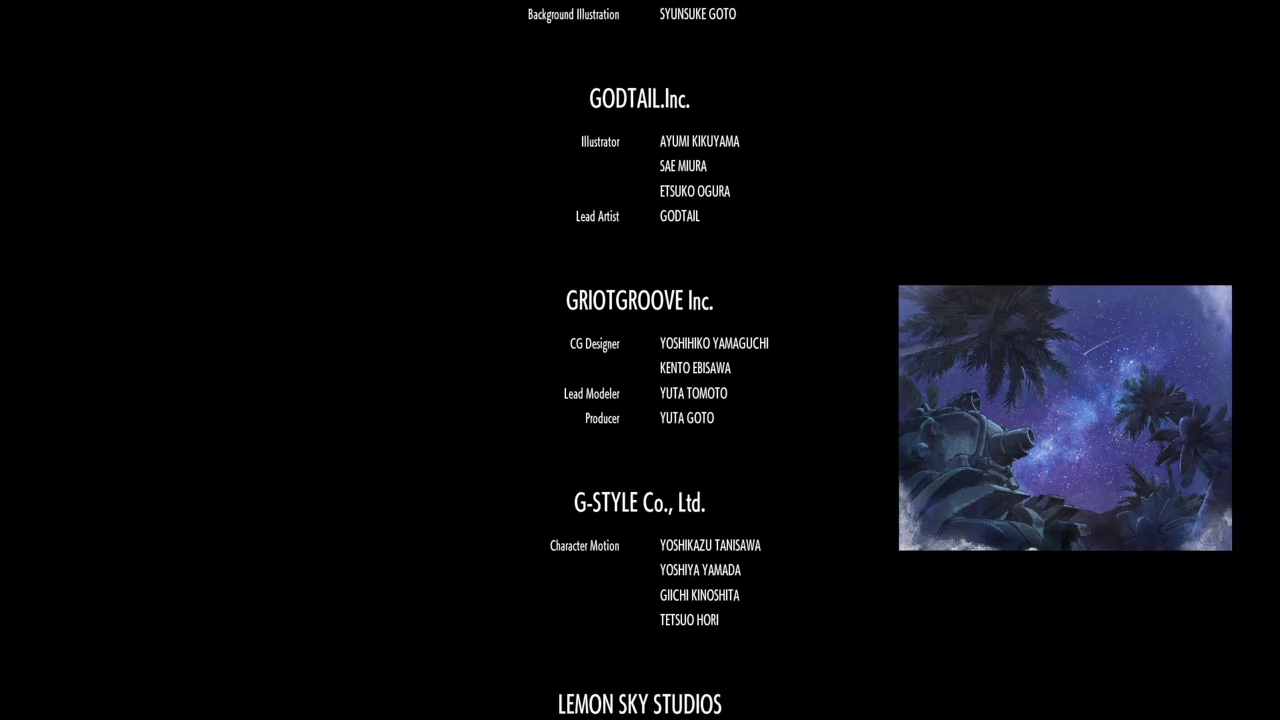 Background Illustration SYUNSUKE GOTO
GODTAIL.Inc.
Illustrator AYUMI KIKUYAMA
SAE MIURA
ETSUKO OGURA
Lead Artist GODTAIL
GRIOTGROOVE Inc.
CG Designer YOSHIHIKO YAMAGUCHI
KENTO EBISAWA
Lead Modeler YUTA TOMOTO
Producer YUTA GOTO
G-STYLE Co., Ltd.
Character Motion YOSHIKAZU TANISAWA
YOSHIYA YAMADA
GIICHI KINOSHITA
TETSUO HORI
LEMON SKY STUDIOS